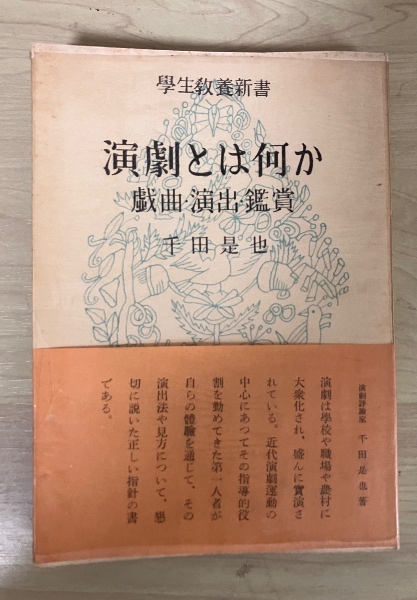 學生敎養新書
演劇とは何か
戯曲・演出・鑑賞
千田是也
演劇評論家 千田是也著
演劇は學校や職場や農村に
大衆化され、盛んに實演さ
れている。近代演劇運動の
中心にあつてその指導的役
割を勤めてきた第一人者が
自らの體驗を通じて、その
演出法や見方について、懇
切に説いた正しい指針の書
である。